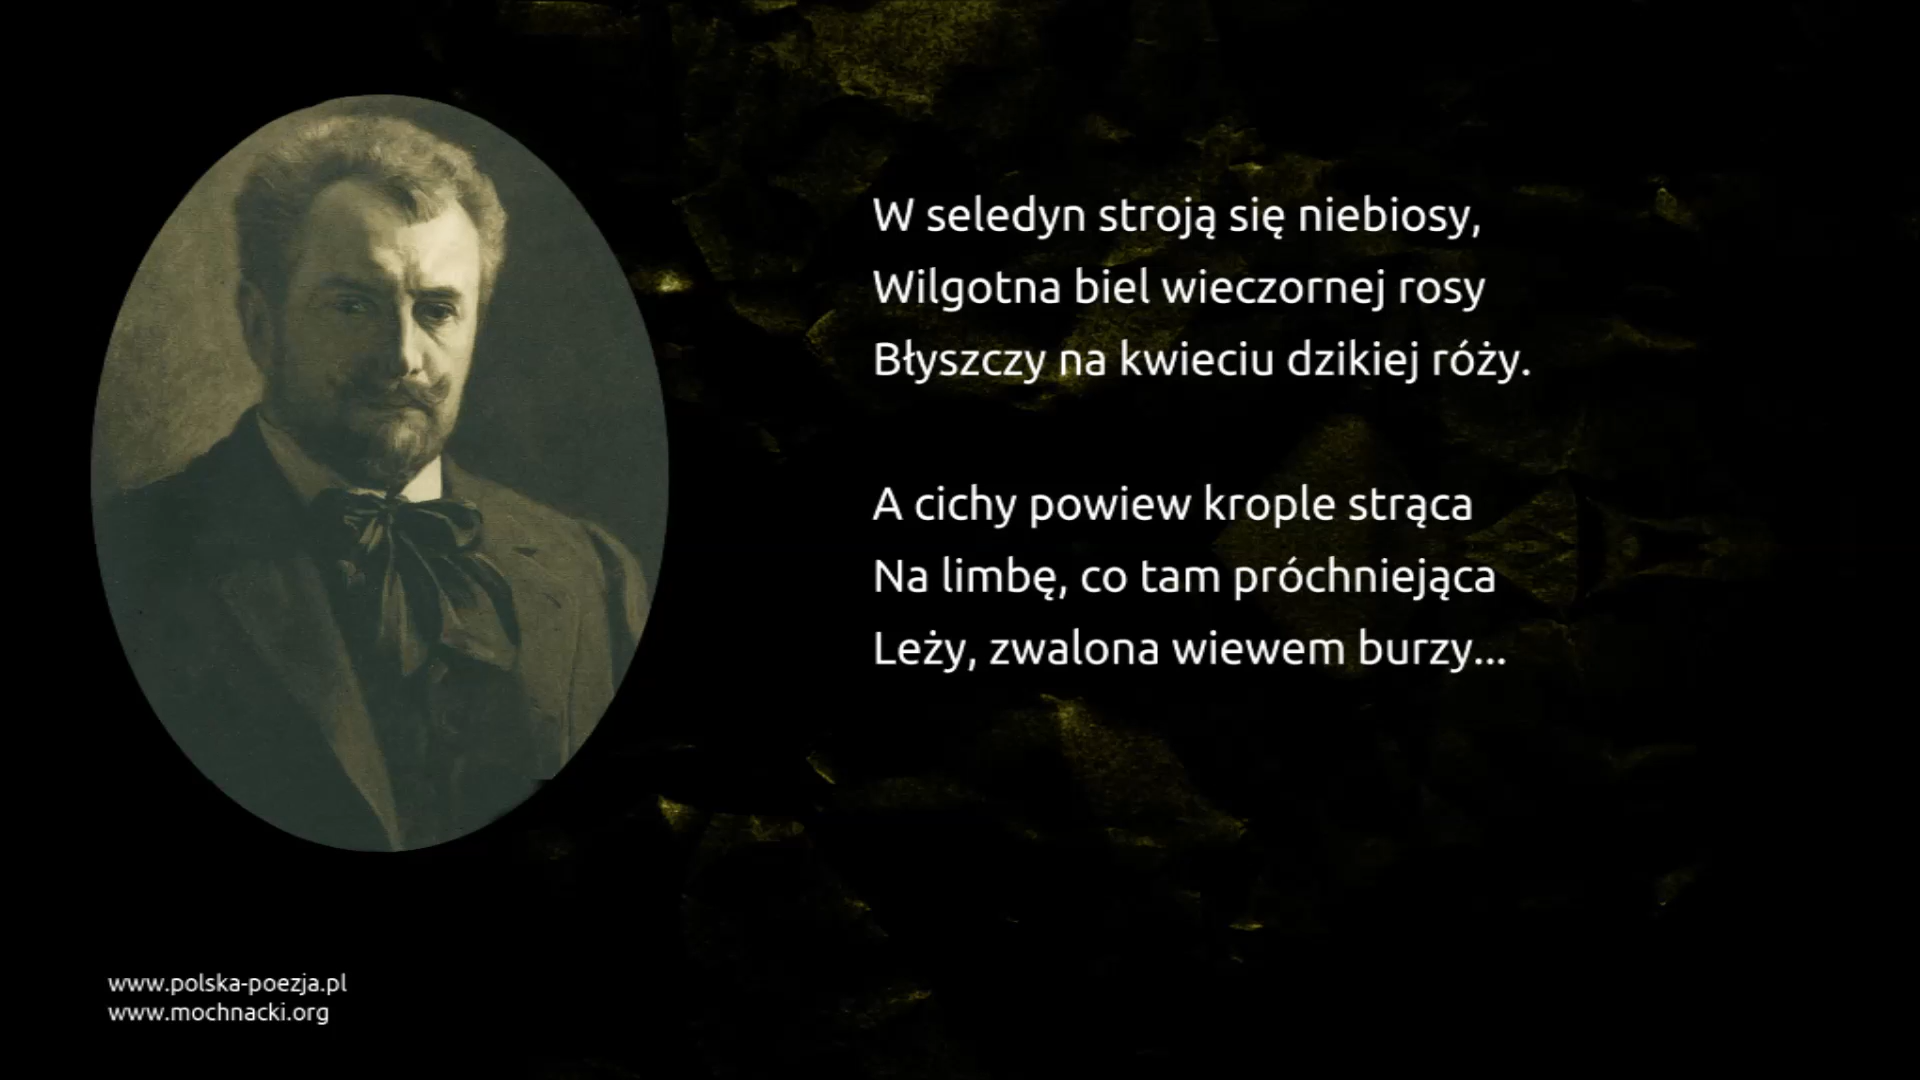 W seledyn stroją się niebiosy,
Wilgotna biel wieczornej rosy
Błyszczy na kwieciu dzikiej róży.
A cichy powiew krople strąca
Na limbę, co tam próchniejąca
Leży, zwalona wiewem burzy...
www.polska-poezja.pl
www.mochnacki.org